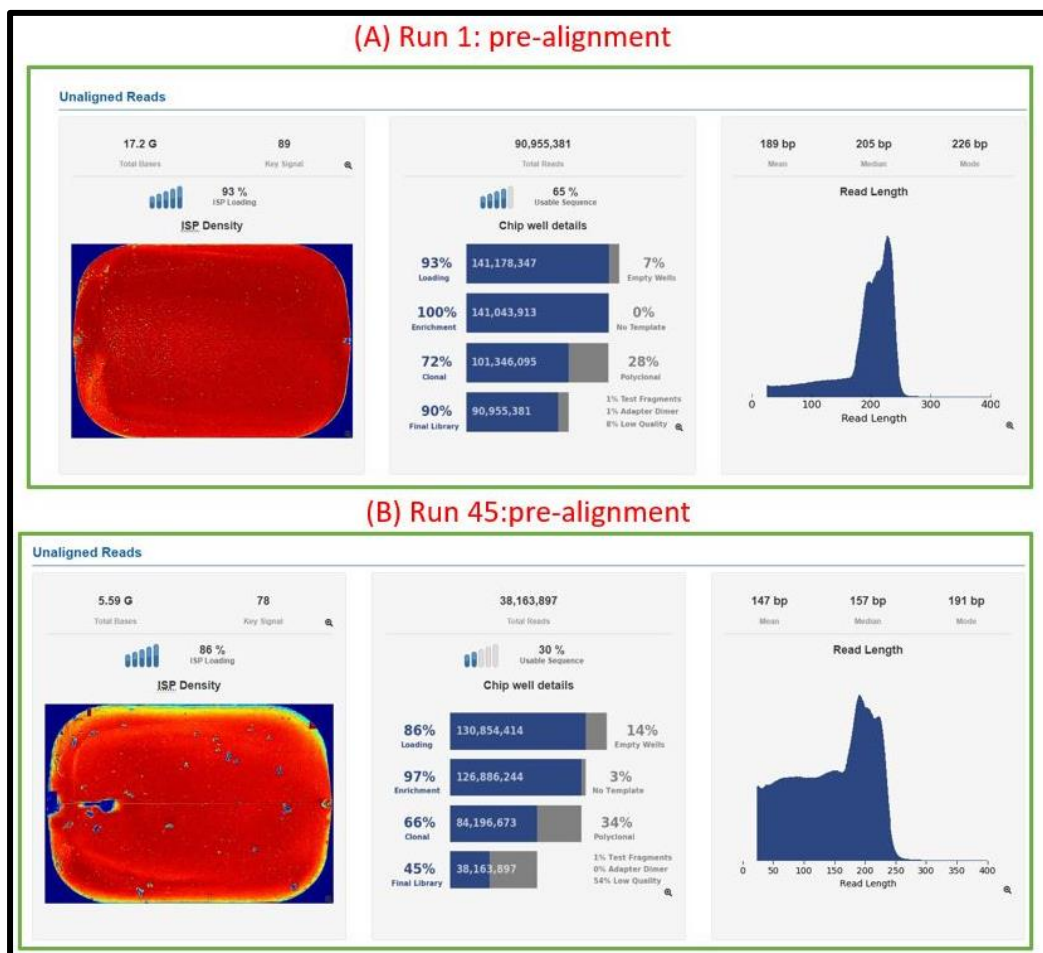 (A) Run 1: pre-alignment
Unaligned Reads
17.2 G 89
Total Bases Key Signal
93 %
ISP Loading
ISP Density
90,955,381
Total Reads
65 %
Usable Sequence
Chip well details
93% 141,178,347 7%
Loading Empty Wells
100% 141,043,913 0%
Enrichment No Template
72% 101,346,095 28%
Clonal Polyclonal
90% 90,955,381
Final Library
1% Test Fragments
1% Adapter Dimer
8% Low Quality
189 bp 205 bp 226 bp
Mean Median Mode
Read Length
0 100 200 300 400
Read Length
(B) Run 45:pre-alignment
Unaligned Reads
5.59 G 78
Total Bases Key Signal
86 %
ISP Loading
ISP Density
38,163,897
Total Reads
30 %
Usable Sequence
Chip well details
86% 130,854,414 14%
Loading Empty Wells
97% 126,886,244 3%
Enrichment No Template
66% 84,196,673 34%
Clonal Polyclonal
45% 38,163,897
Final Library
1% Test Fragments
0% Adapter Dimer
54% Low Quality
147 bp 157 bp 191 bp
Mean Median Mode
Read Length
0 50 100 150 200 250 300 350 400
Read Length